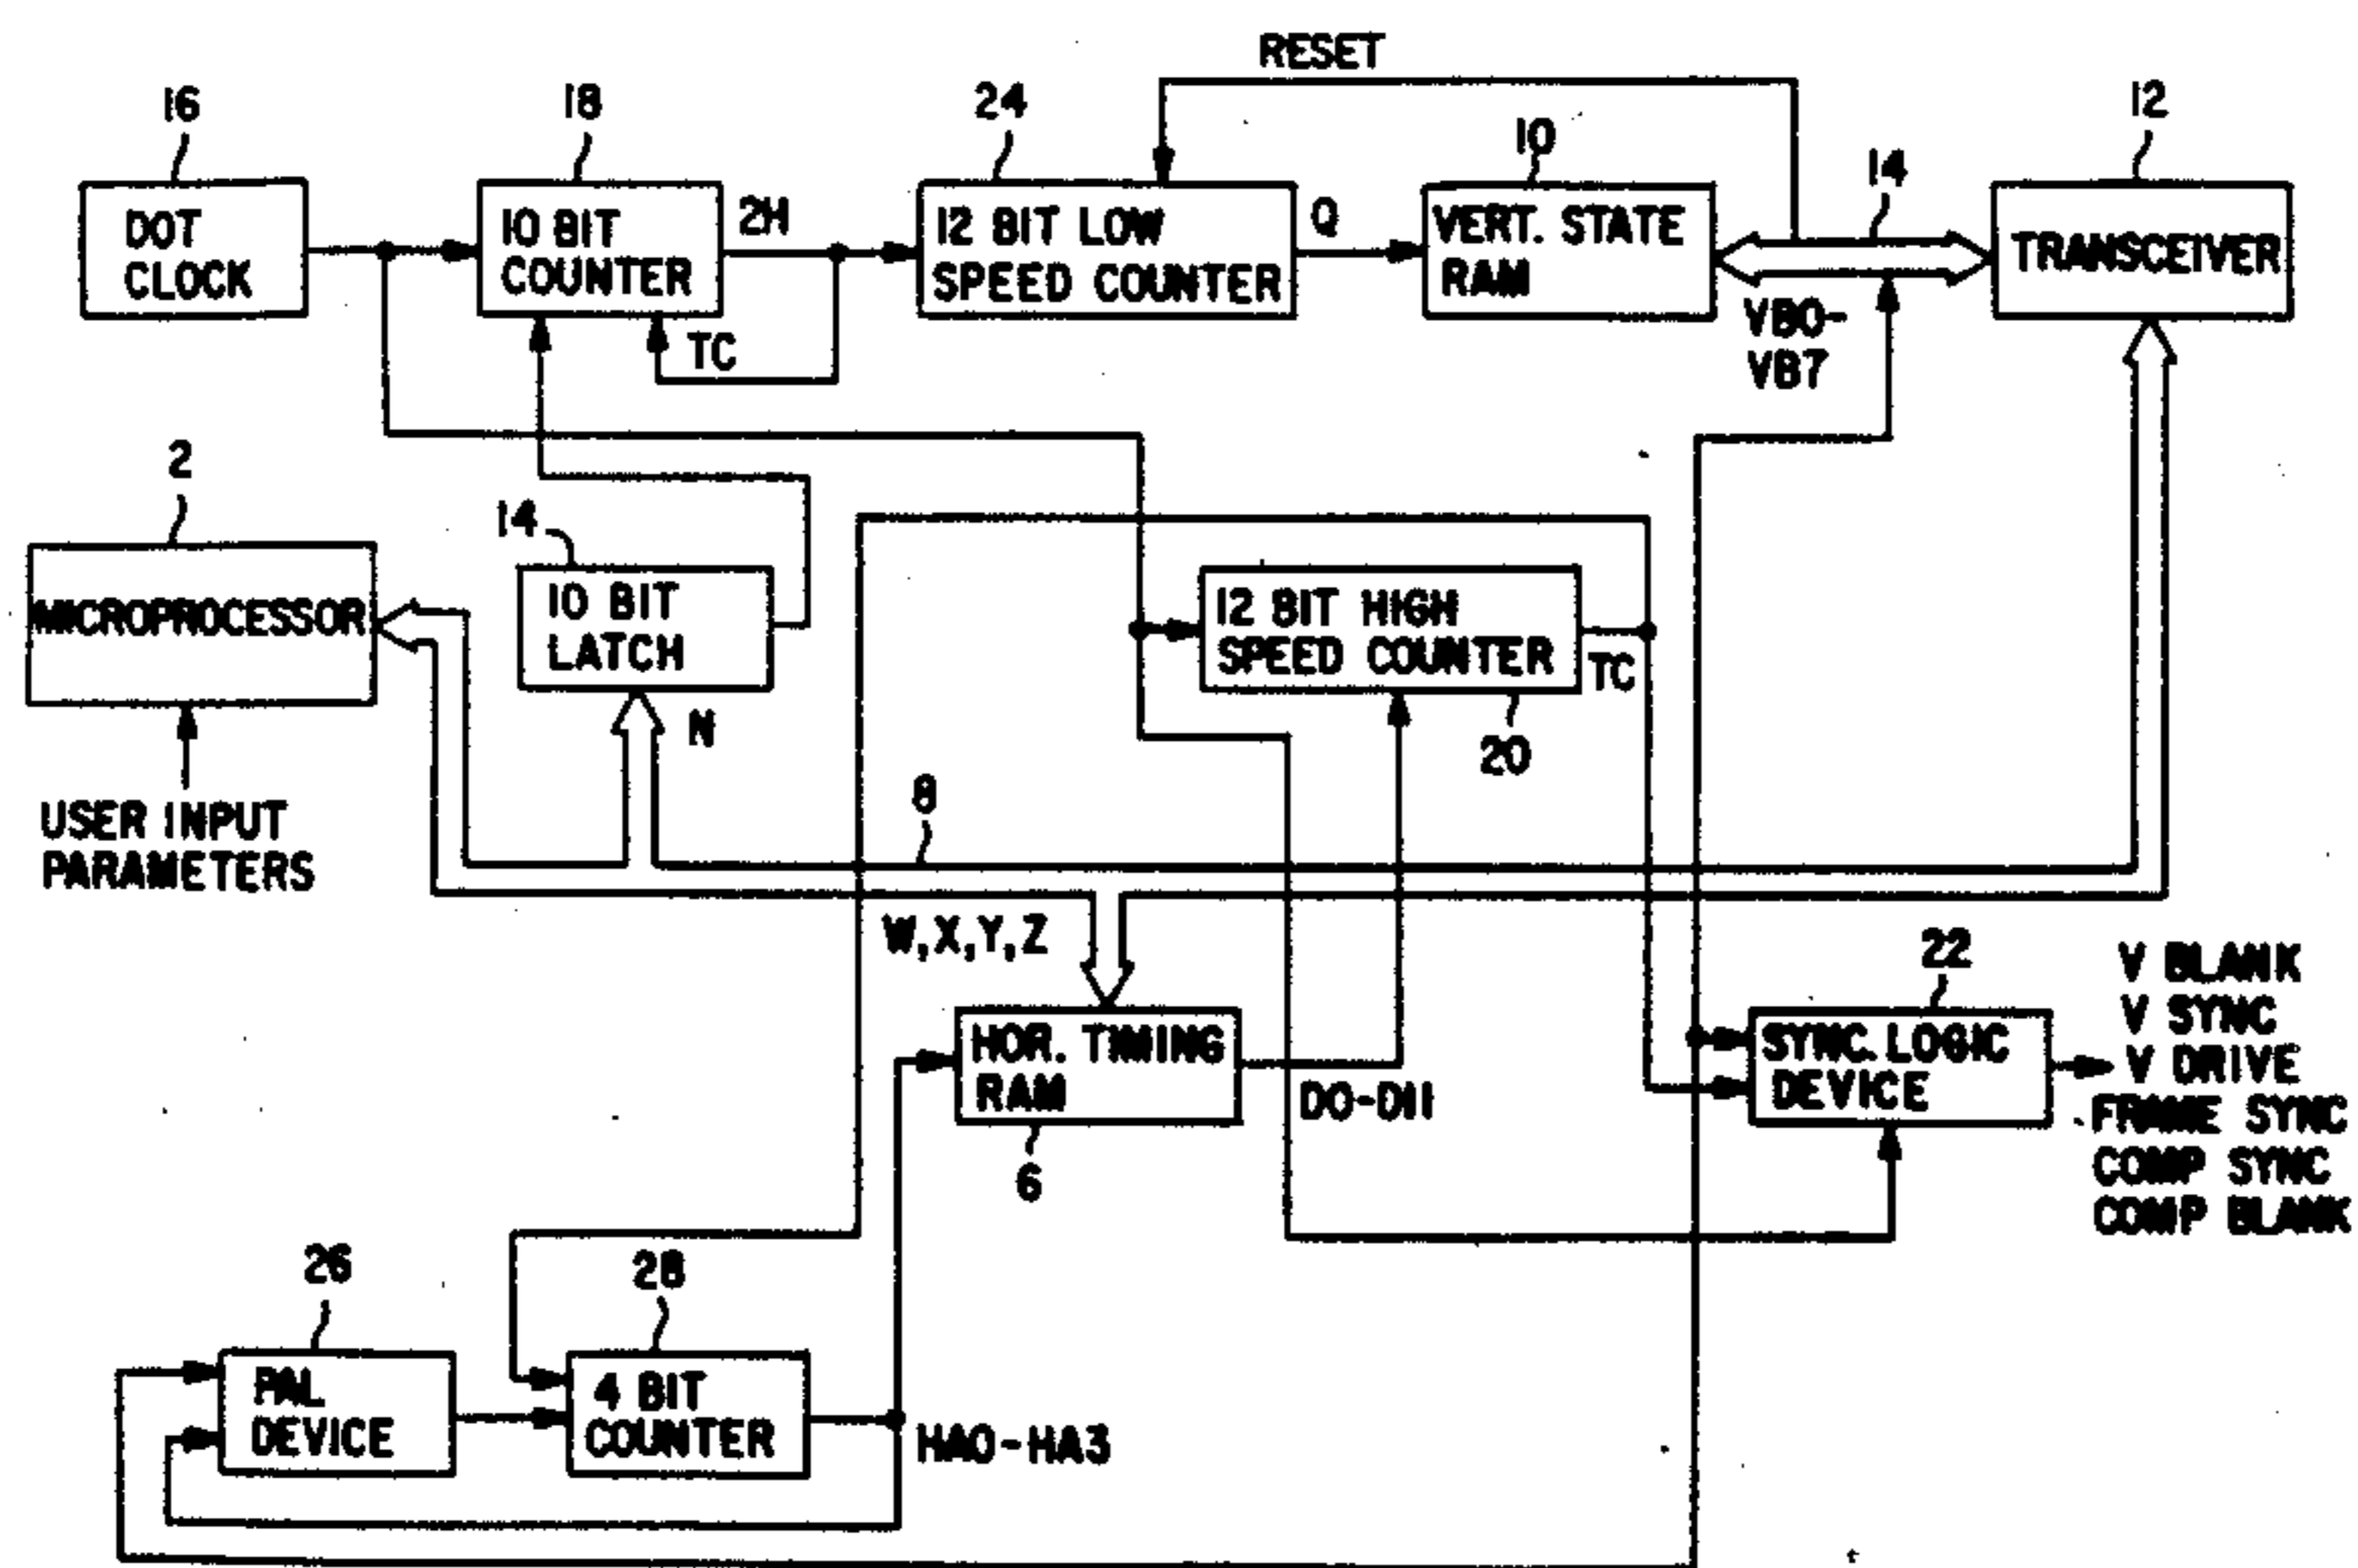 RESET
16
18
24
10
14
12
DOT
CLOCK
10 BIT
COUNTER
2H
TC
12 BIT LOW
SPEED COUNTER
Q
VERT. STATE
RAM
VB0-
VB7
TRANSCEIVER
2
MICROPROCESSOR
USER INPUT
PARAMETERS
14
10 BIT
LATCH
N
12 BIT HIGH
SPEED COUNTER
TC
20
8
W,X,Y,Z
HOR. TIMING
RAM
6
D0-D11
22
SYNC. LOGIC
DEVICE
V BLANK
V SYNC
V DRIVE
FRAME SYNC
COMP SYNC
COMP BLANK
26
PAL
DEVICE
28
4 BIT
COUNTER
HA0-HA3